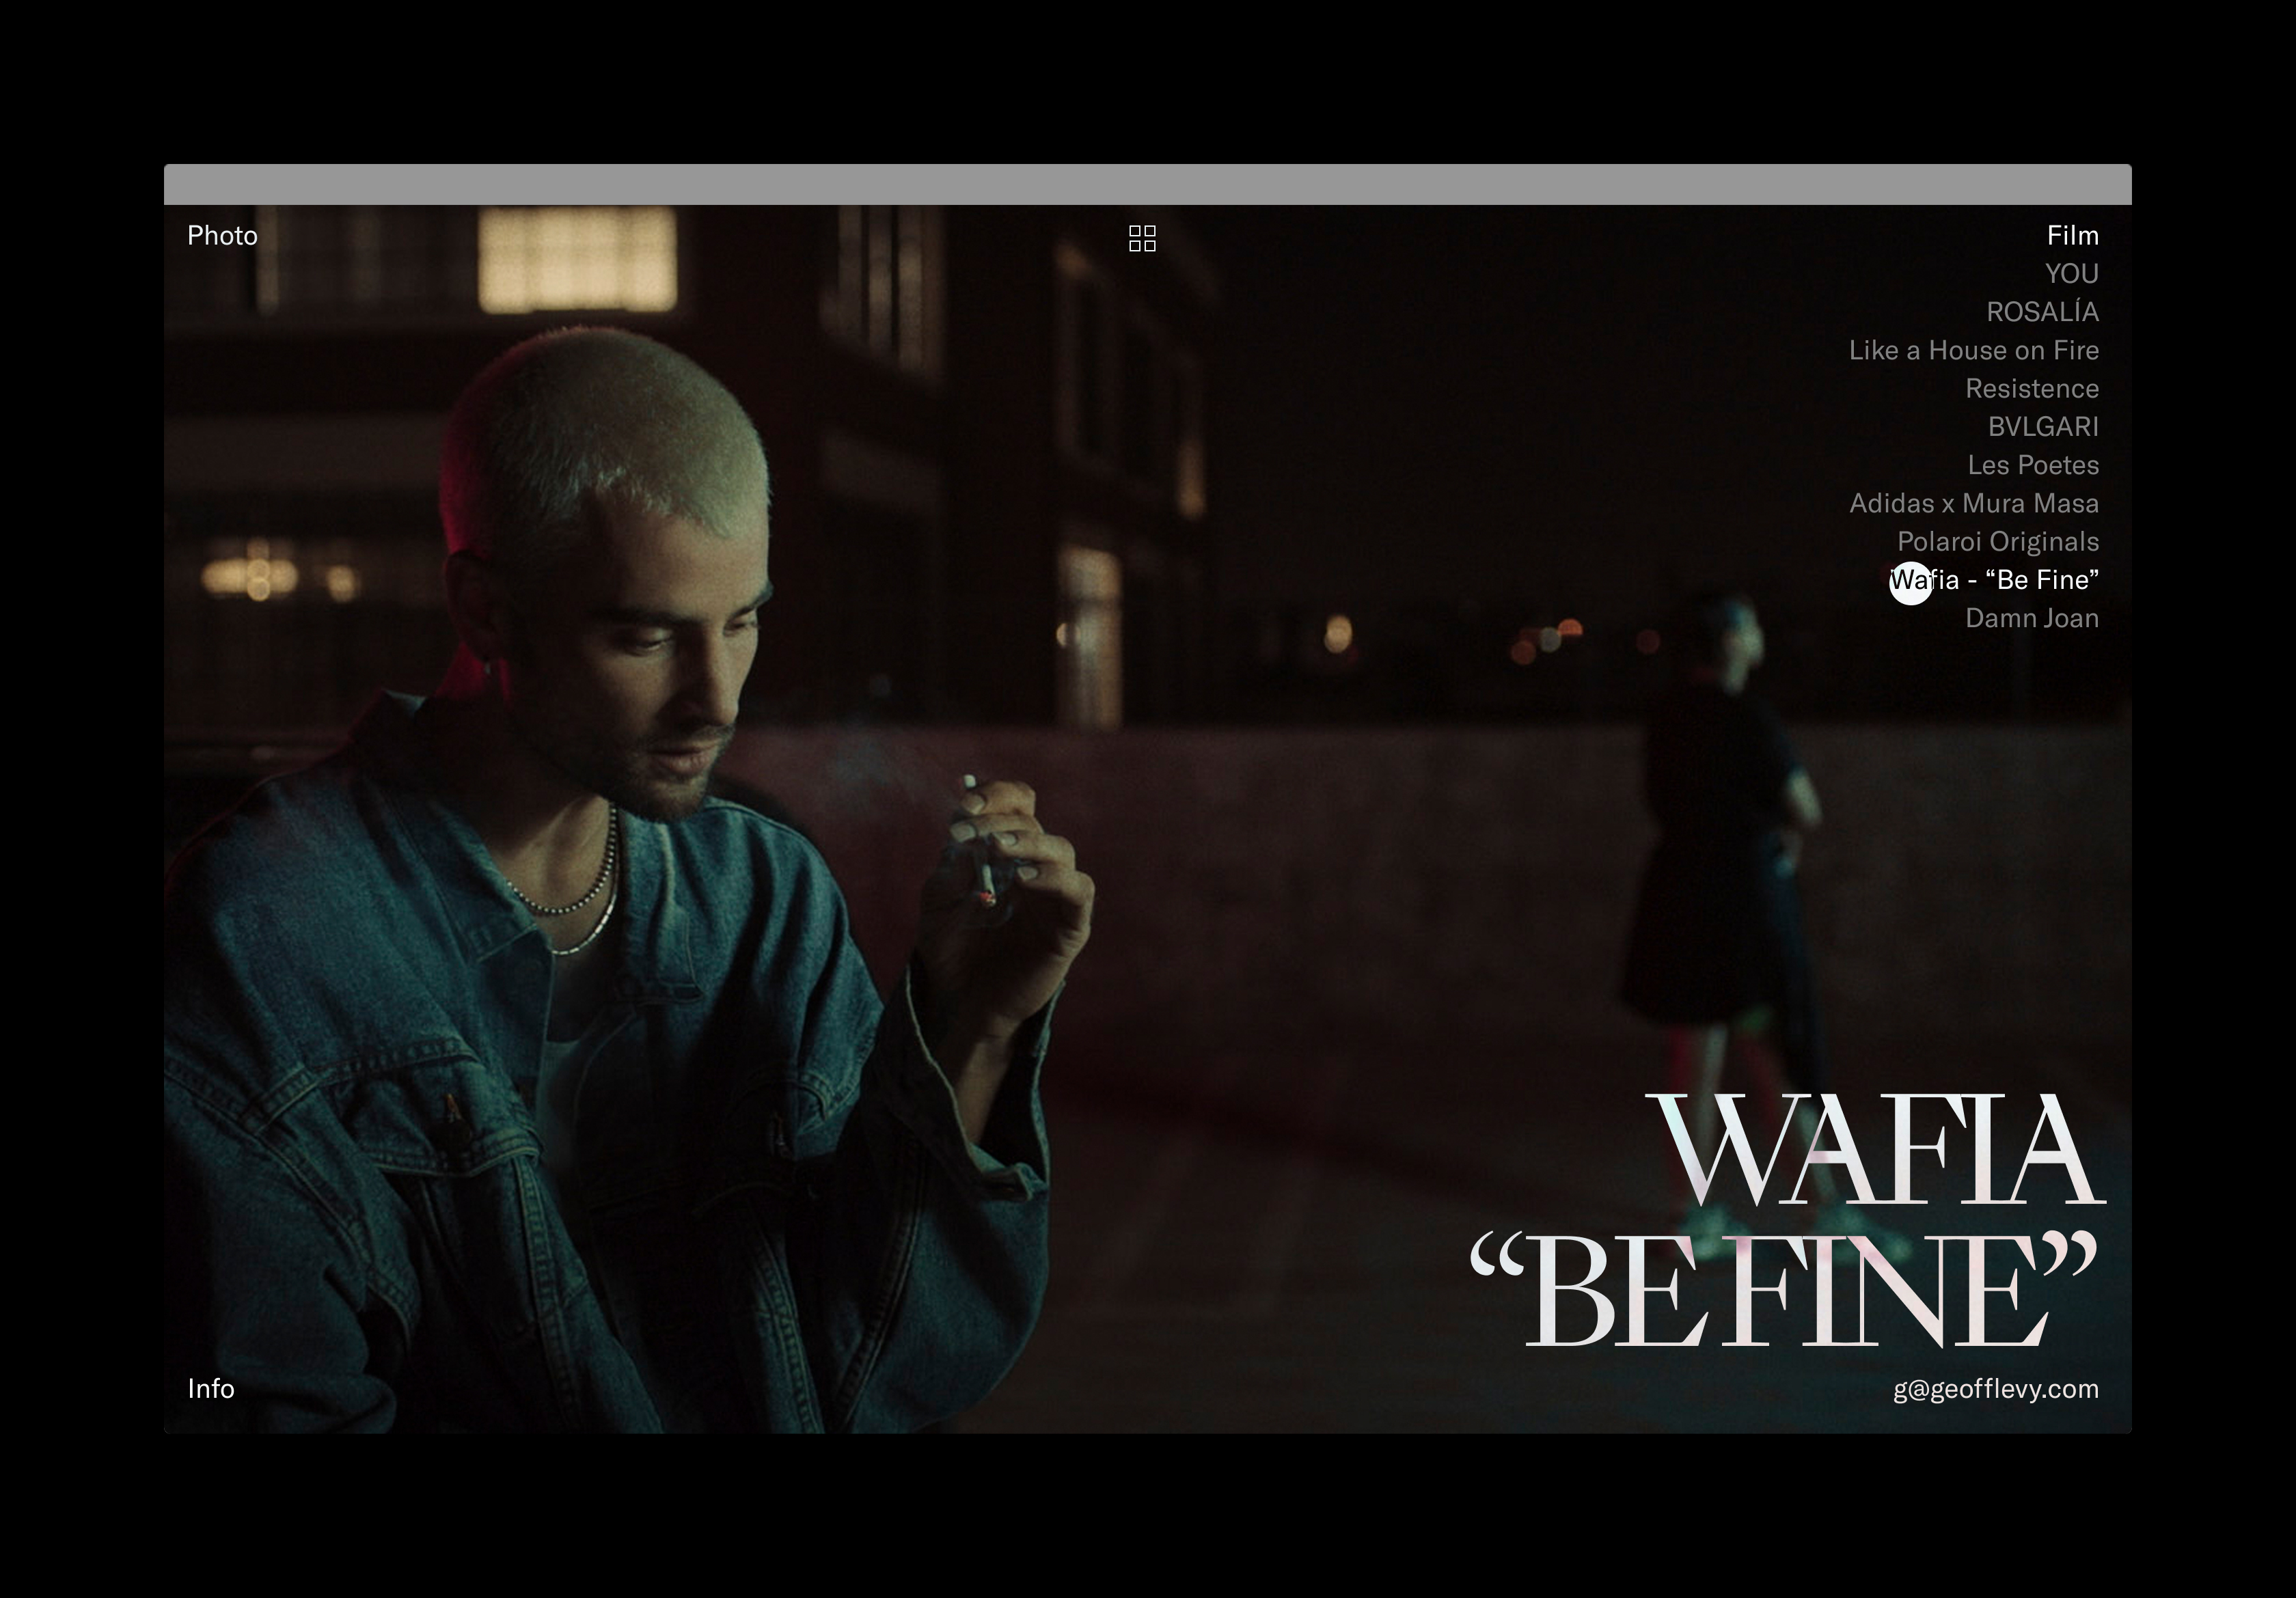 Photo
Film
YOU
ROSALÍA
Like a House on Fire
Resistence
BVLGARI
Les Poetes
Adidas x Mura Masa
Polaroi Originals
Wafia - “Be Fine”
Damn Joan
WAFIA
“BE FINE”
Info
g@geofflevy.com